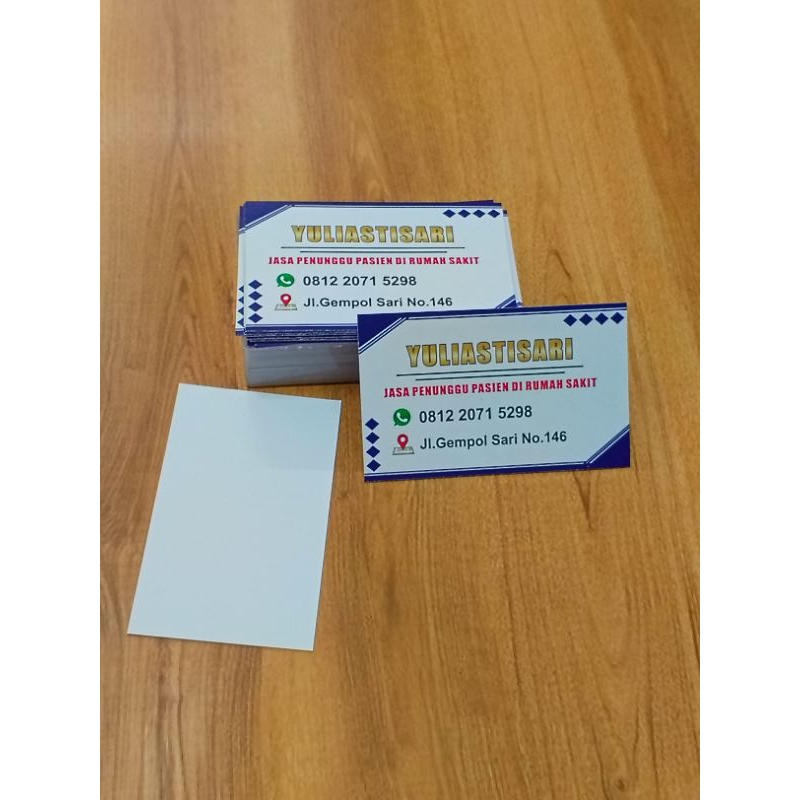 YULIASTISARI
JASA PENUNGGU PASIEN DI RUMAH SAKIT
0812 2071 5298
Jl.Gempol Sari No.146
YULIASTISARI
JASA PENUNGGU PASIEN DI RUMAH SAKIT
0812 2071 5298
Jl.Gempol Sari No.146